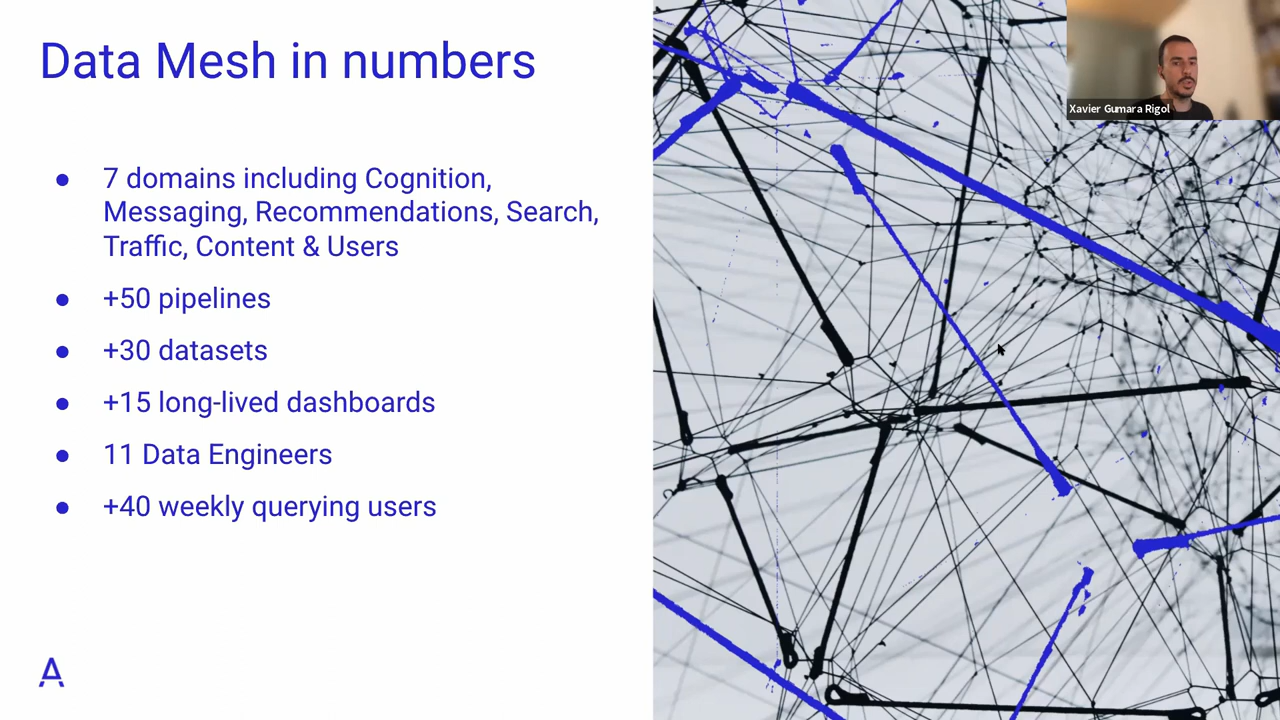 Data Mesh in numbers
Xavier Gumara Rigol
● 7 domains including Cognition,
Messaging, Recommendations, Search,
Traffic, Content & Users
● +50 pipelines
● +30 datasets
● +15 long-lived dashboards
● 11 Data Engineers
● +40 weekly querying users
A